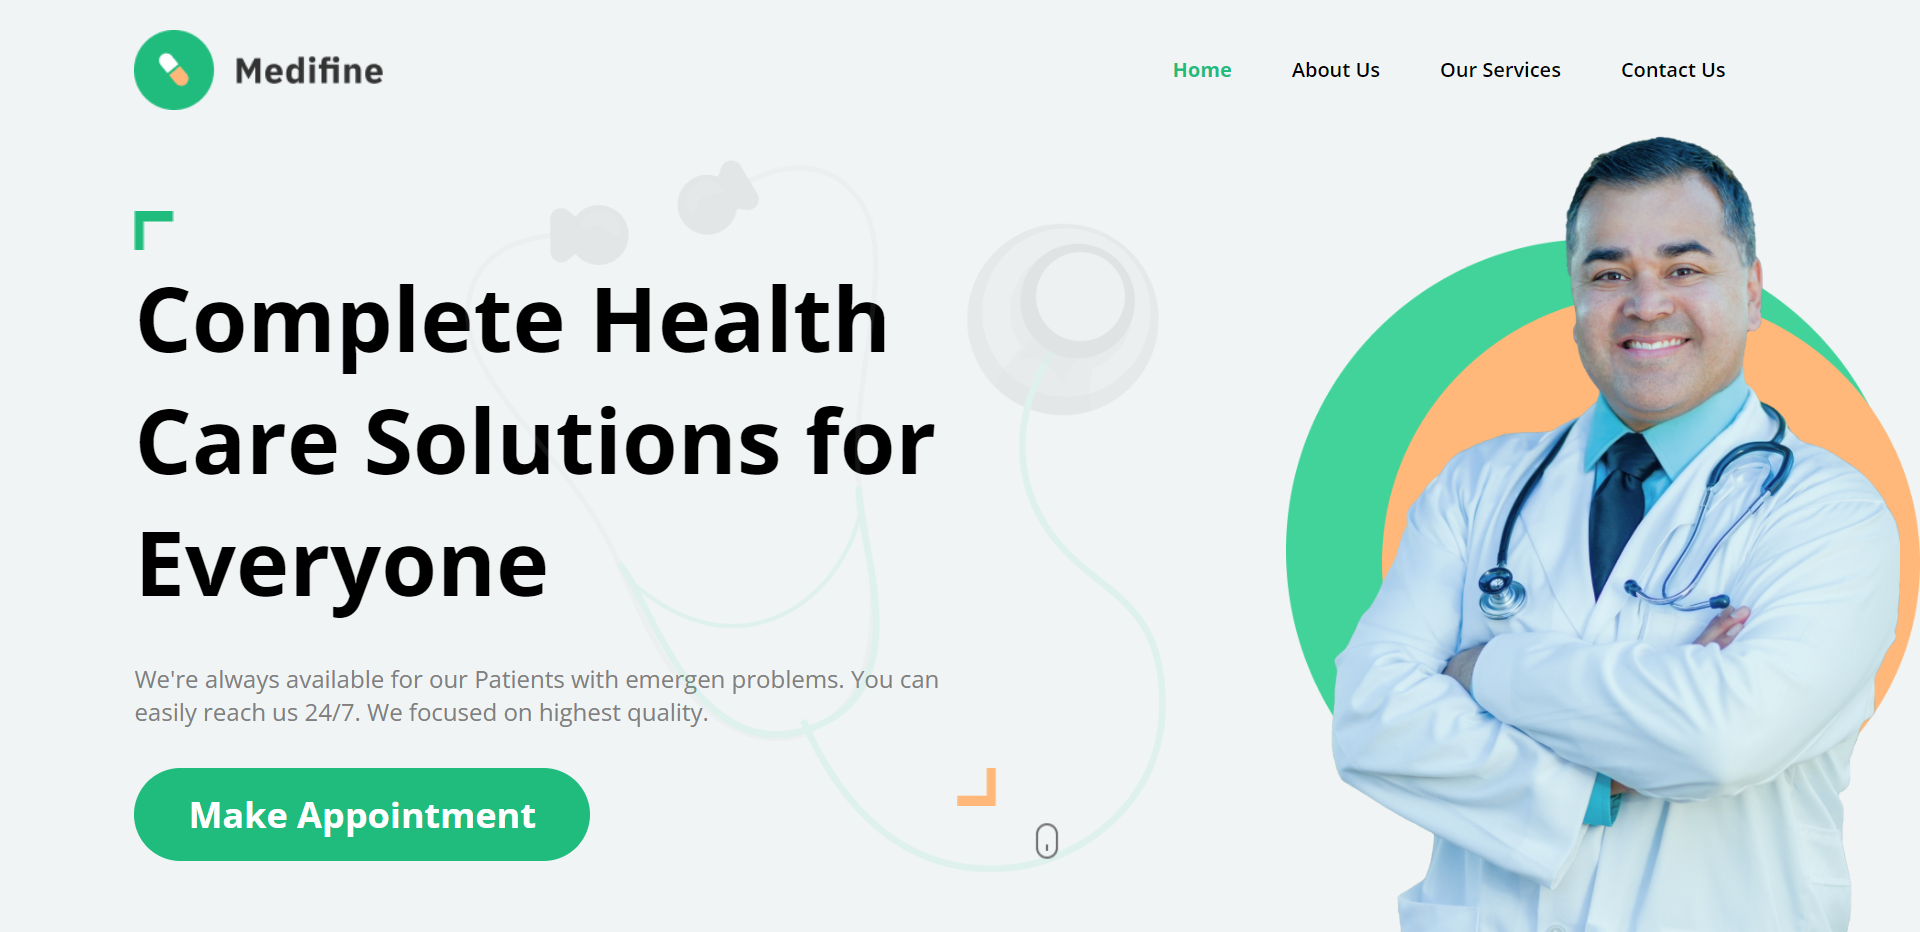 Medifine
Home About Us Our Services Contact Us
Complete Health
Care Solutions for
Everyone
We're always available for our Patients with emergen problems. You can
easily reach us 24/7. We focused on highest quality.
Make Appointment